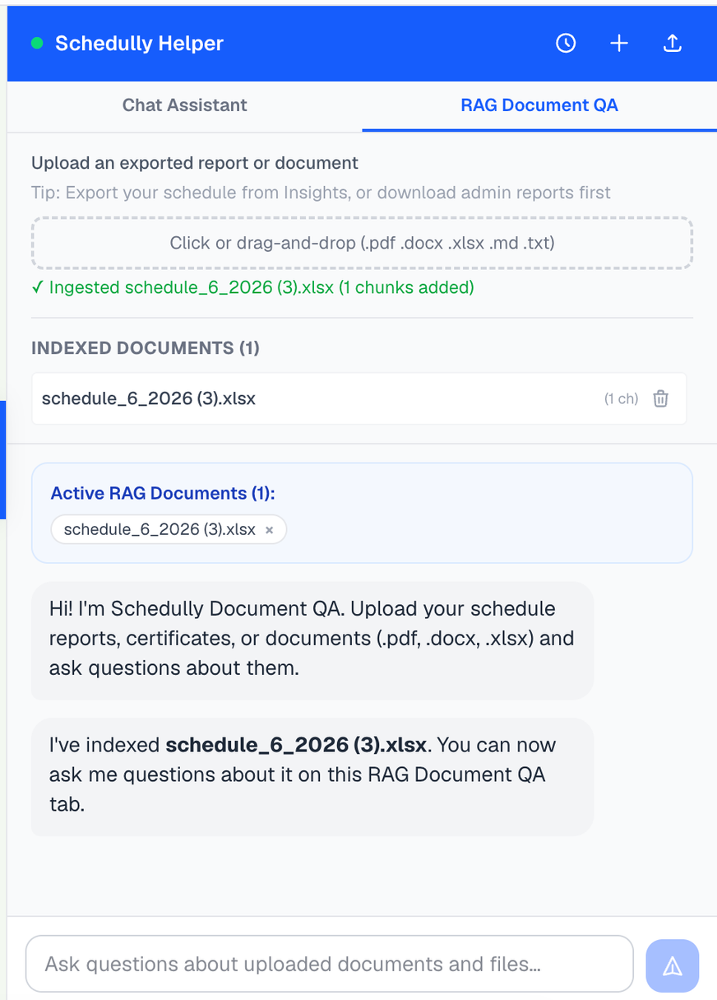 Schedully Helper
Chat Assistant
RAG Document QA
Upload an exported report or document
Tip: Export your schedule from Insights, or download admin reports first
Click or drag-and-drop (.pdf .docx .xlsx .md .txt)
✓ Ingested schedule_6_2026 (3).xlsx (1 chunks added)
INDEXED DOCUMENTS (1)
schedule_6_2026 (3).xlsx
(1 ch)
Active RAG Documents (1):
schedule_6_2026 (3).xlsx ×
Hi! I'm Schedully Document QA. Upload your schedule
reports, certificates, or documents (.pdf, .docx, .xlsx) and
ask questions about them.
I've indexed schedule_6_2026 (3).xlsx. You can now
ask me questions about it on this RAG Document QA
tab.
Ask questions about uploaded documents and files...